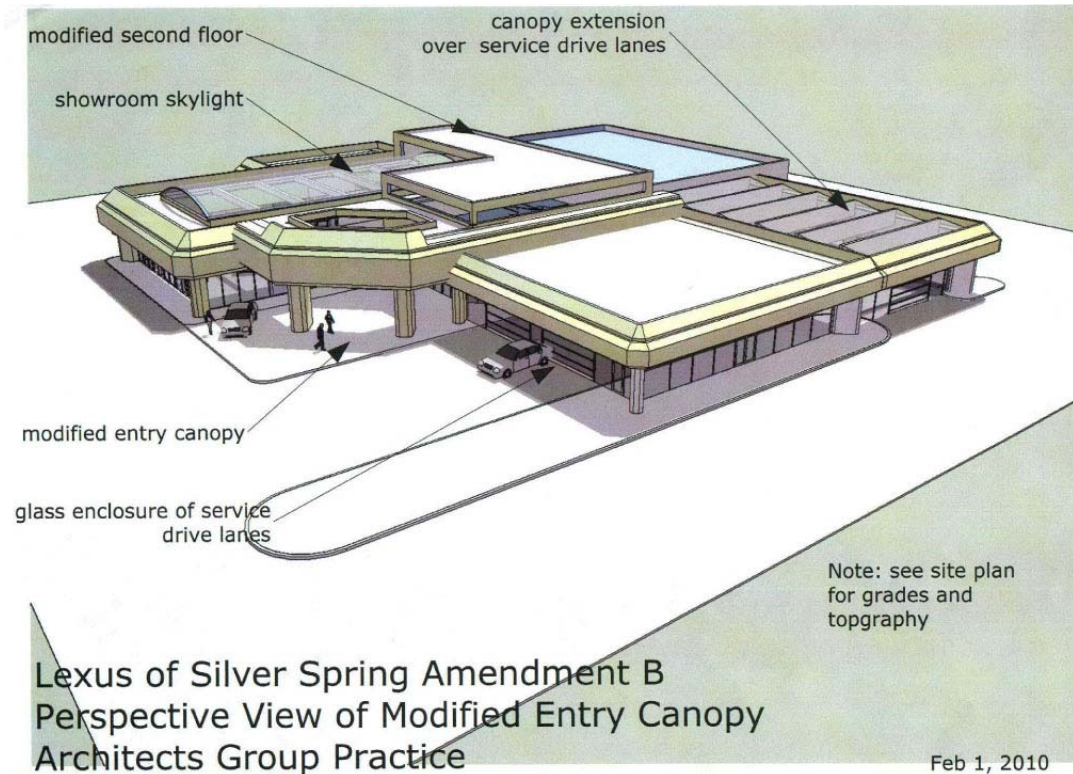 modified second floor
showroom skylight
canopy extension
over service drive lanes
modified entry canopy
glass enclosure of service
drive lanes
Note: see site plan
for grades and
topgraphy
Lexus of Silver Spring Amendment B
Perspective View of Modified Entry Canopy
Architects Group Practice
Feb 1, 2010